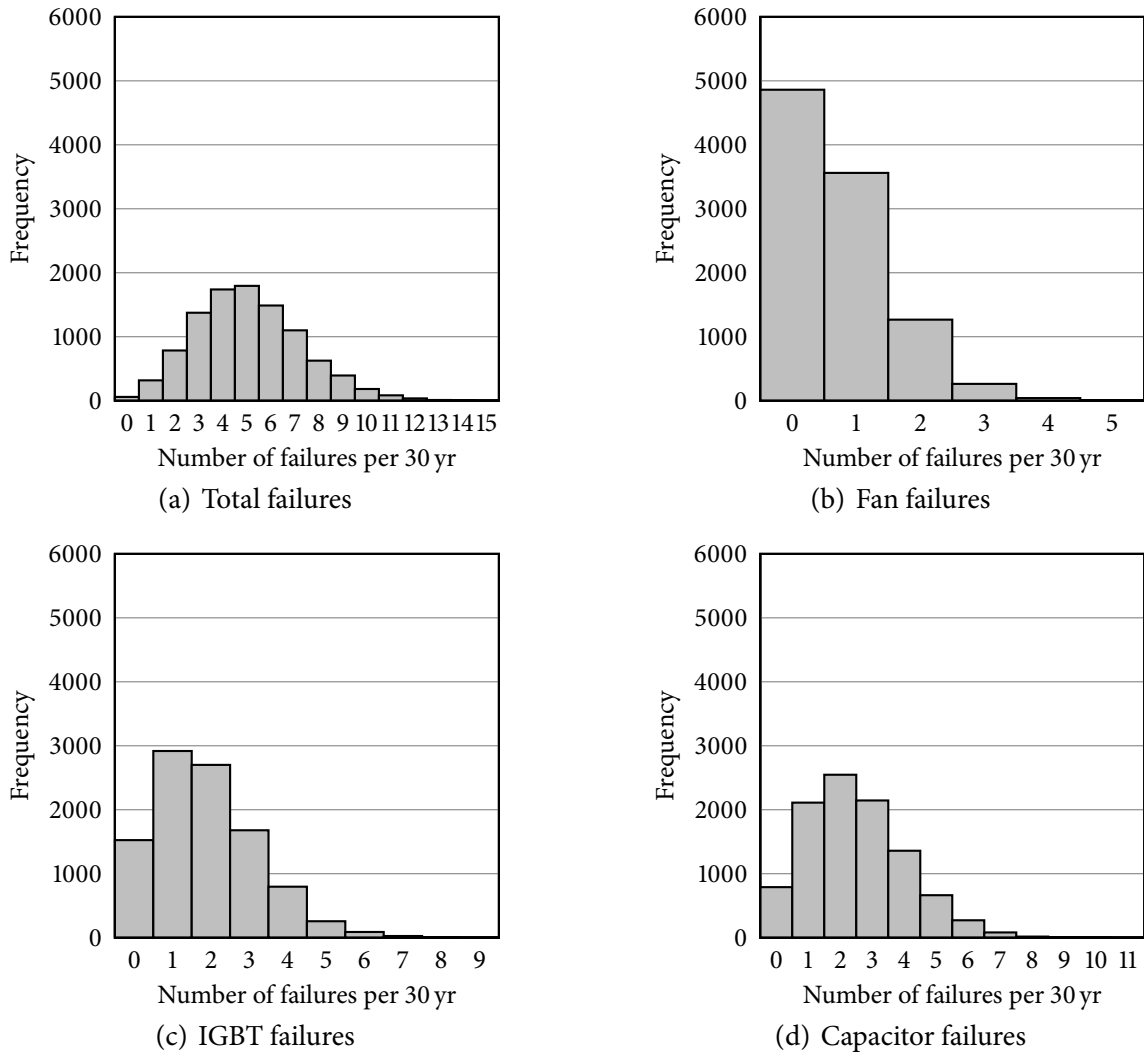 6000
5000
4000
3000
2000
1000
0
Frequency
0 1 2 3 4 5 6 7 8 9 10 11 12 13 14 15
Number of failures per 30 yr
(a) Total failures
6000
5000
4000
3000
2000
1000
0
Frequency
0 1 2 3 4 5
Number of failures per 30 yr
(b) Fan failures
6000
5000
4000
3000
2000
1000
0
Frequency
0 1 2 3 4 5 6 7 8 9
Number of failures per 30 yr
(c) IGBT failures
6000
5000
4000
3000
2000
1000
0
Frequency
0 1 2 3 4 5 6 7 8 9 10 11
Number of failures per 30 yr
(d) Capacitor failures